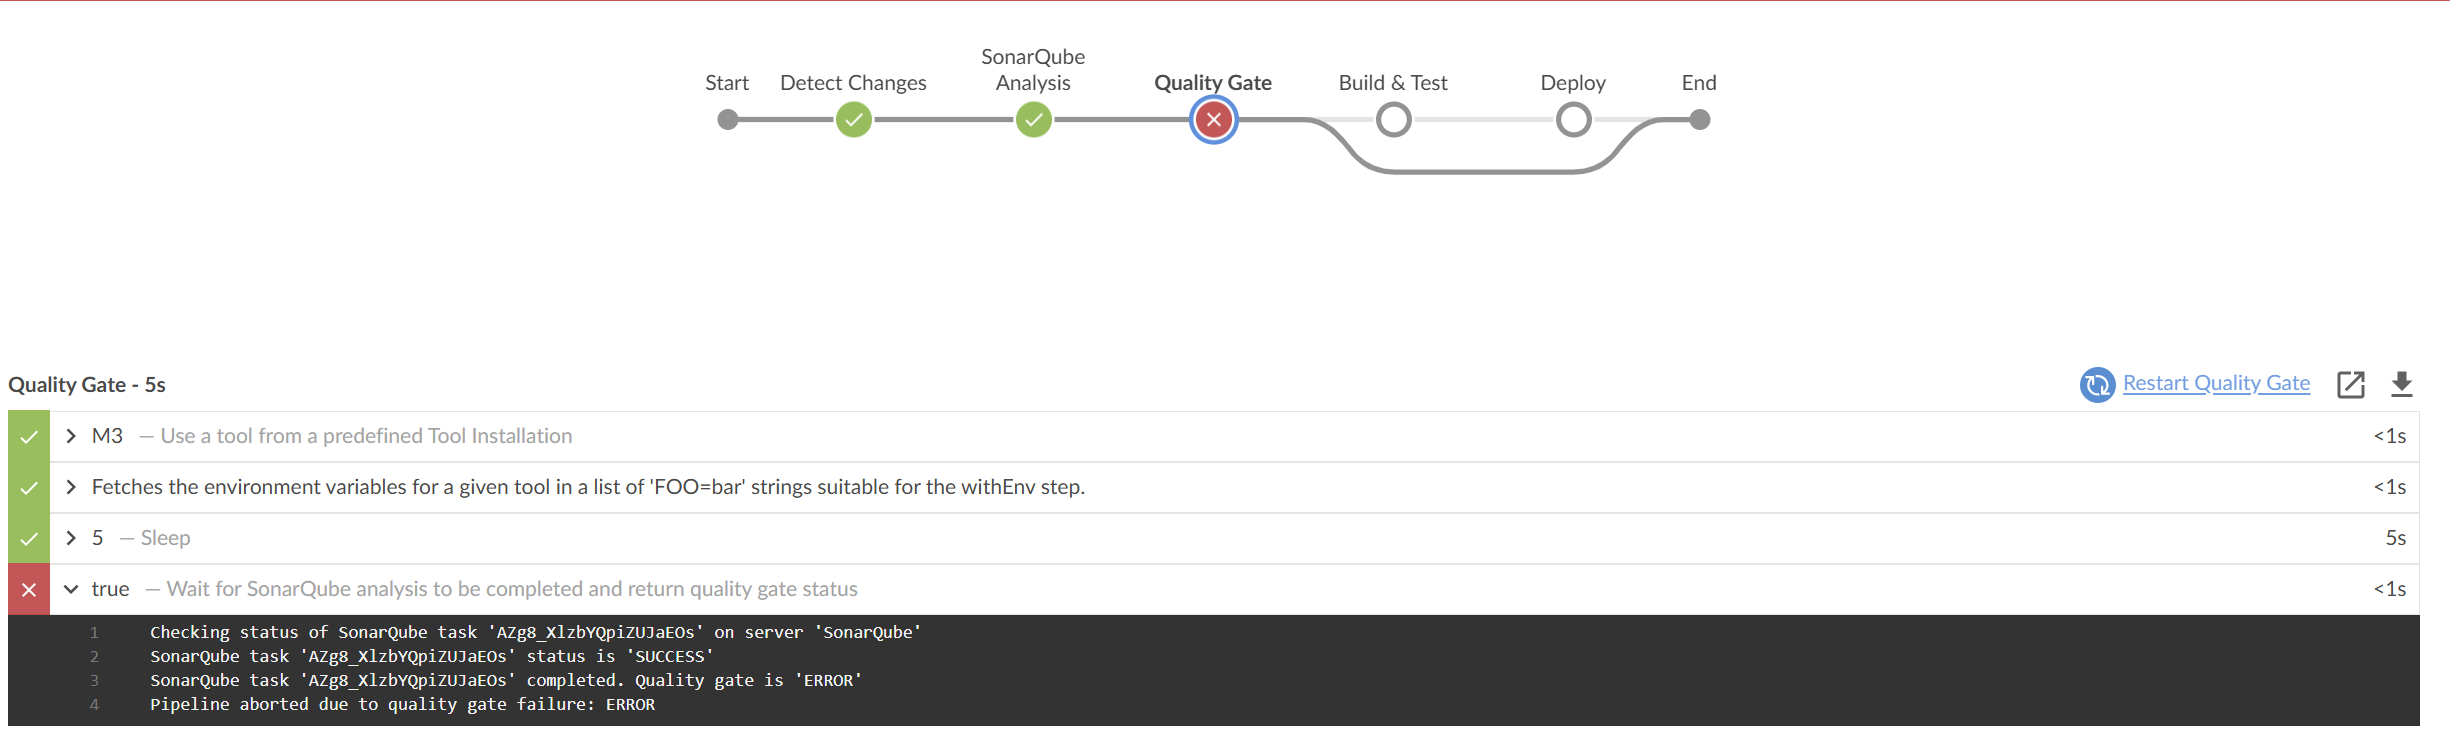 SonarQube
Start Detect Changes Analysis Quality Gate Build & Test Deploy End
Quality Gate - 5s Restart Quality Gate
M3 — Use a tool from a predefined Tool Installation <1s
Fetches the environment variables for a given tool in a list of 'FOO=bar' strings suitable for the withEnv step. <1s
5 — Sleep 5s
true — Wait for SonarQube analysis to be completed and return quality gate status <1s
1 Checking status of SonarQube task 'AZg8_XlzbYQpiZUJaEOs' on server 'SonarQube'
2 SonarQube task 'AZg8_XlzbYQpiZUJaEOs' status is 'SUCCESS'
3 SonarQube task 'AZg8_XlzbYQpiZUJaEOs' completed. Quality gate is 'ERROR'
4 Pipeline aborted due to quality gate failure: ERROR